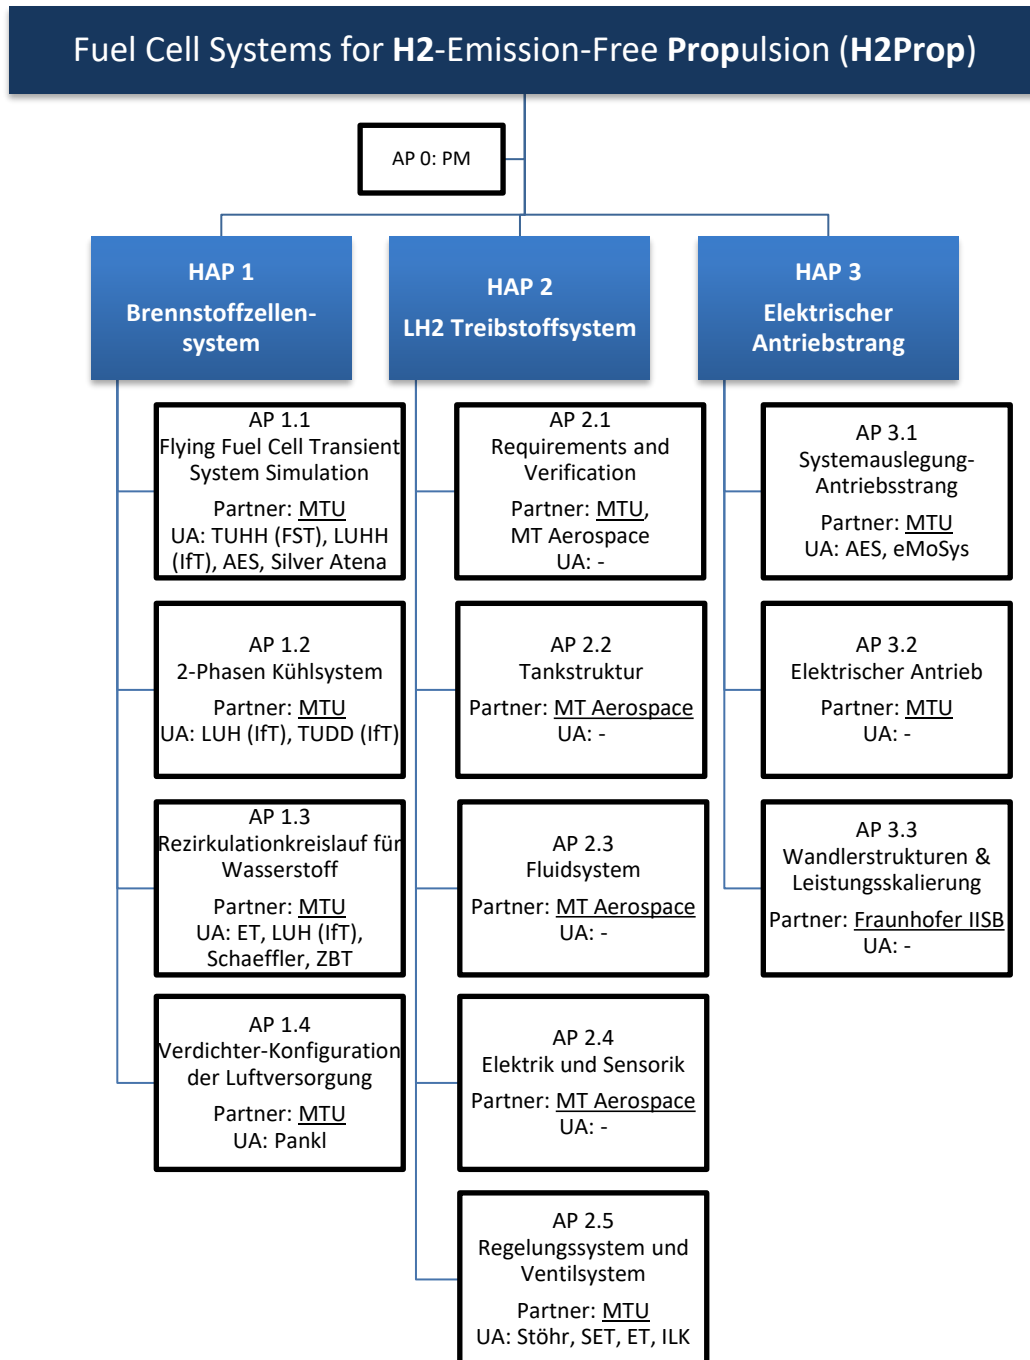 Fuel Cell Systems for H2-Emission-Free Propulsion (H2Prop)
AP 0: PM
HAP 1
Brennstoffzellen-
system
AP 1.1
Flying Fuel Cell Transient
System Simulation
Partner: MTU
UA: TUHH (FST), LUHH
(IfT), AES, Silver Atena
AP 1.2
2-Phasen Kühlsystem
Partner: MTU
UA: LUH (IfT), TUDD (IfT)
AP 1.3
Rezirkulationkreislauf für
Wasserstoff
Partner: MTU
UA: ET, LUH (IfT),
Schaeffler, ZBT
AP 1.4
Verdichter-Konfiguration
der Luftversorgung
Partner: MTU
UA: Pankl
HAP 2
LH2 Treibstoffsystem
AP 2.1
Requirements and
Verification
Partner: MTU,
MT Aerospace
UA: -
AP 2.2
Tankstruktur
Partner: MT Aerospace
UA: -
AP 2.3
Fluidsystem
Partner: MT Aerospace
UA: -
AP 2.4
Elektrik und Sensorik
Partner: MT Aerospace
UA: -
AP 2.5
Regelungssystem und
Ventilsystem
Partner: MTU
UA: Stöhr, SET, ET, ILK
HAP 3
Elektrischer
Antriebstrang
AP 3.1
Systemauslegung-
Antriebsstrang
Partner: MTU
UA: AES, eMoSys
AP 3.2
Elektrischer Antrieb
Partner: MTU
UA: -
AP 3.3
Wandlerstrukturen &
Leistungsskalierung
Partner: Fraunhofer IISB
UA: -